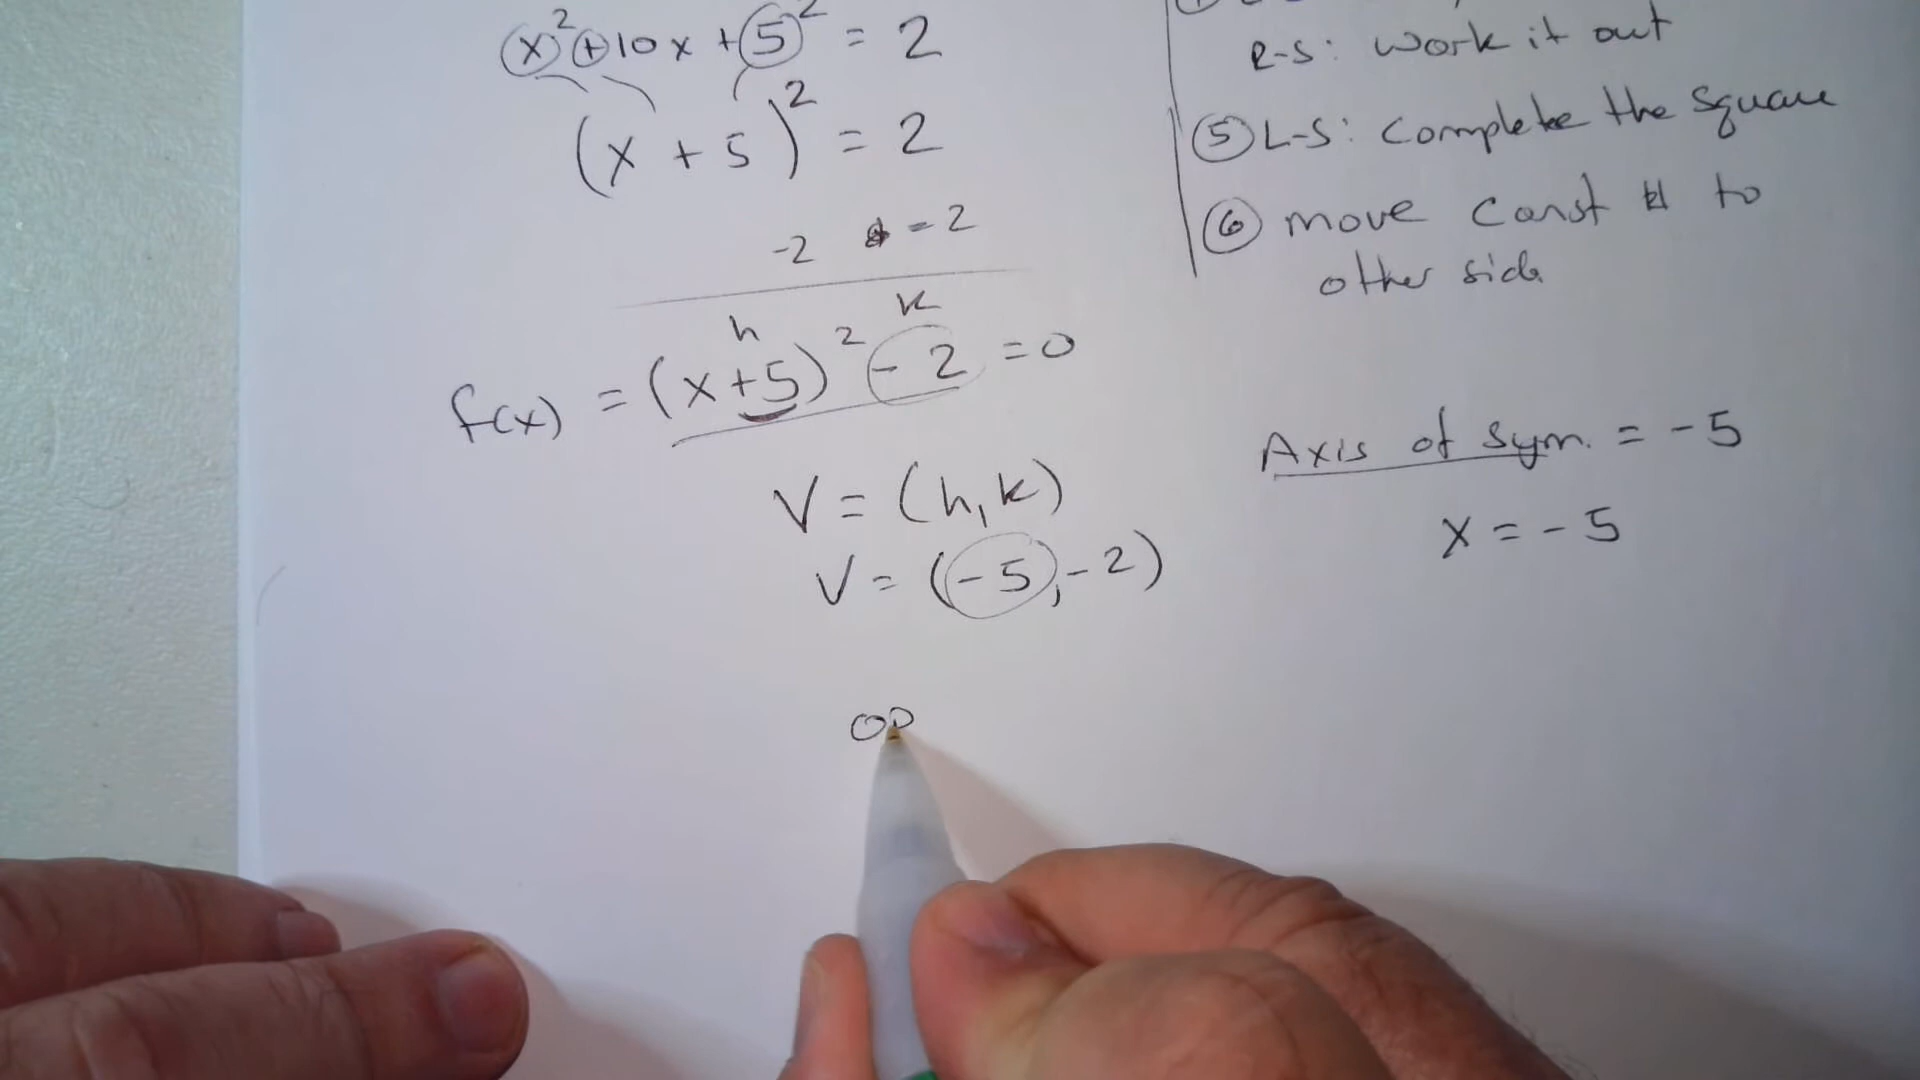 x² + 10x + 5² = 2
(x + 5)² = 2
-2 = 2
h k
f(x) = (x+5)² - 2 = 0
V = (h, k)
V = (-5, -2)
OP
R-S: Work it out
⑤ L-S: Complete the square
⑥ move const # to
other side
Axis of sym. = -5
x = -5